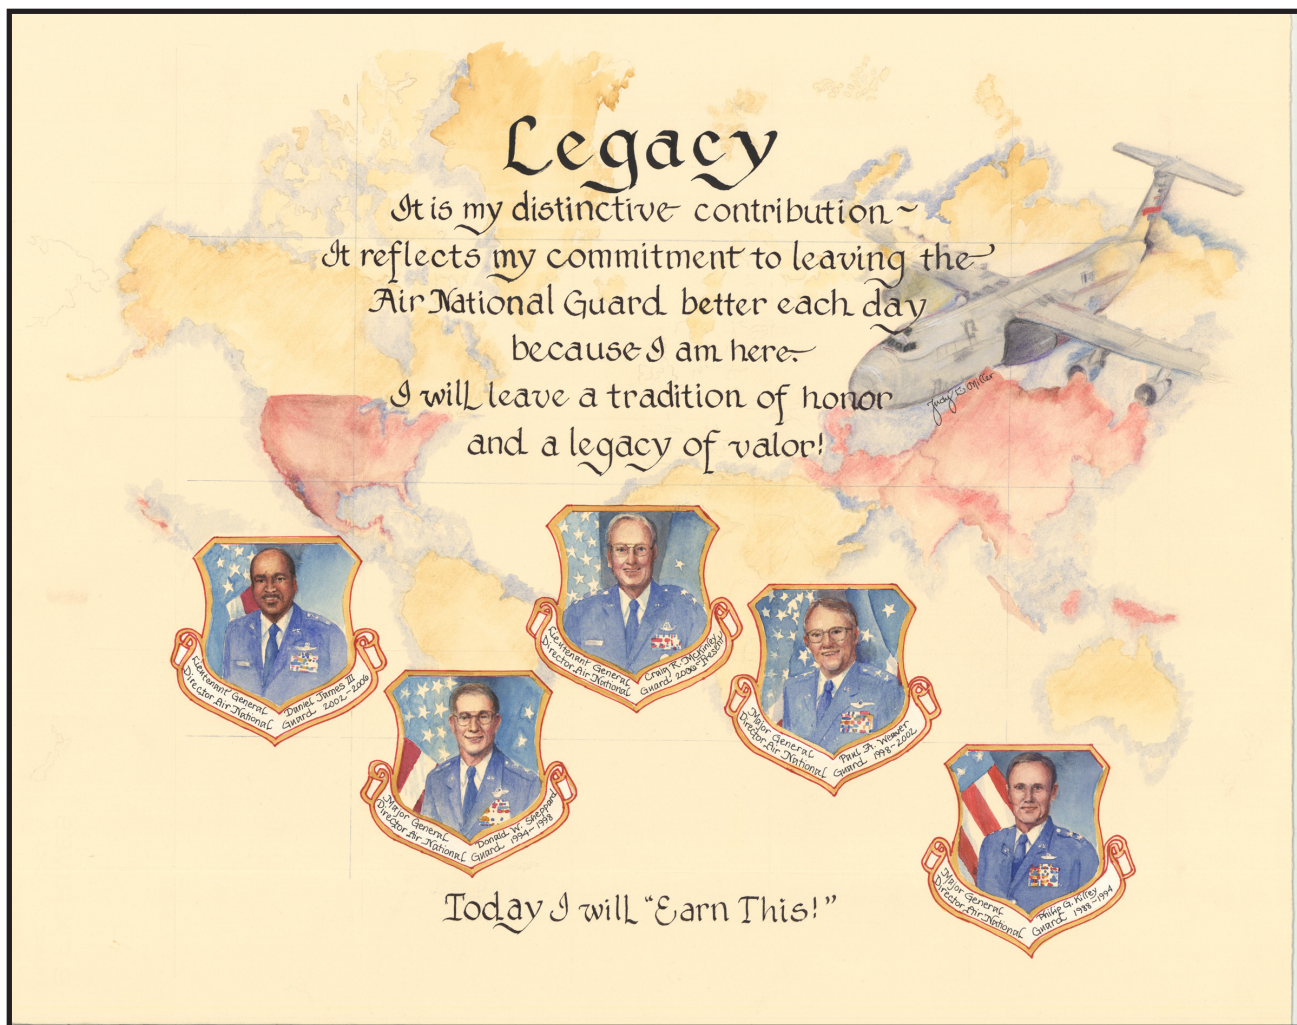 Legacy
It is my distinctive contribution ~
It reflects my commitment to leaving the
Air National Guard better each day
because I am here.
I will leave a tradition of honor
and a legacy of valor!
Judy E. Miller
Lieutenant General Daniel James III
Director Air National Guard 2002-2006
Major General Donald W. Sheppard
Director Air National Guard 1994-1998
Lieutenant General Craig R. McKinley
Director Air National Guard 2006-Present
Major General Paul A. Weaver
Director Air National Guard 1998-2002
Major General Philip G. Killey
Director Air National Guard 1988-1994
Today I will "Earn This!"